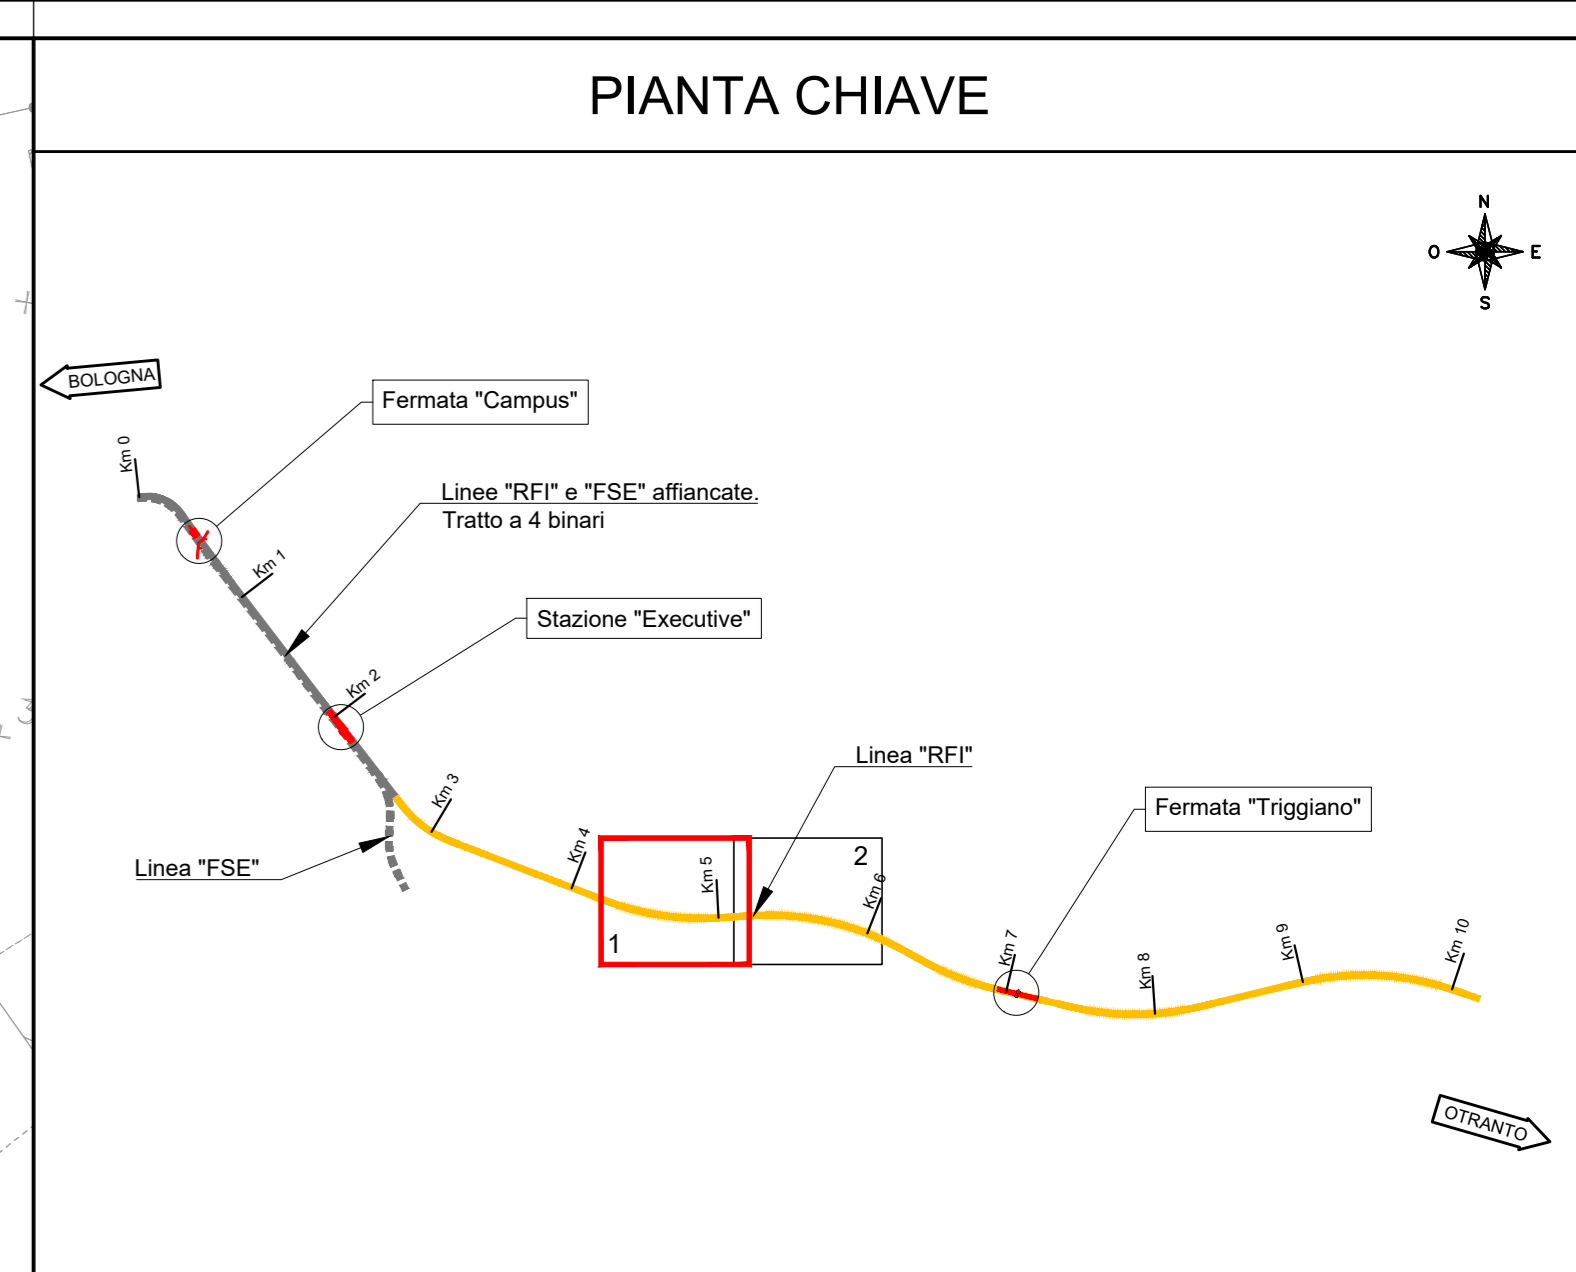 PIANTA CHIAVE
N
O
E
S
BOLOGNA
Fermata "Campus"
Km 0
Linee "RFI" e "FSE" affiancate.
Tratto a 4 binari
Km 1
Stazione "Executive"
Km 2
Linea "RFI"
Km 3
Fermata "Triggiano"
Km 4
2
Linea "FSE"
Km 5
Km 6
1
Km 7
Km 8
Km 9
Km 10
OTRANTO